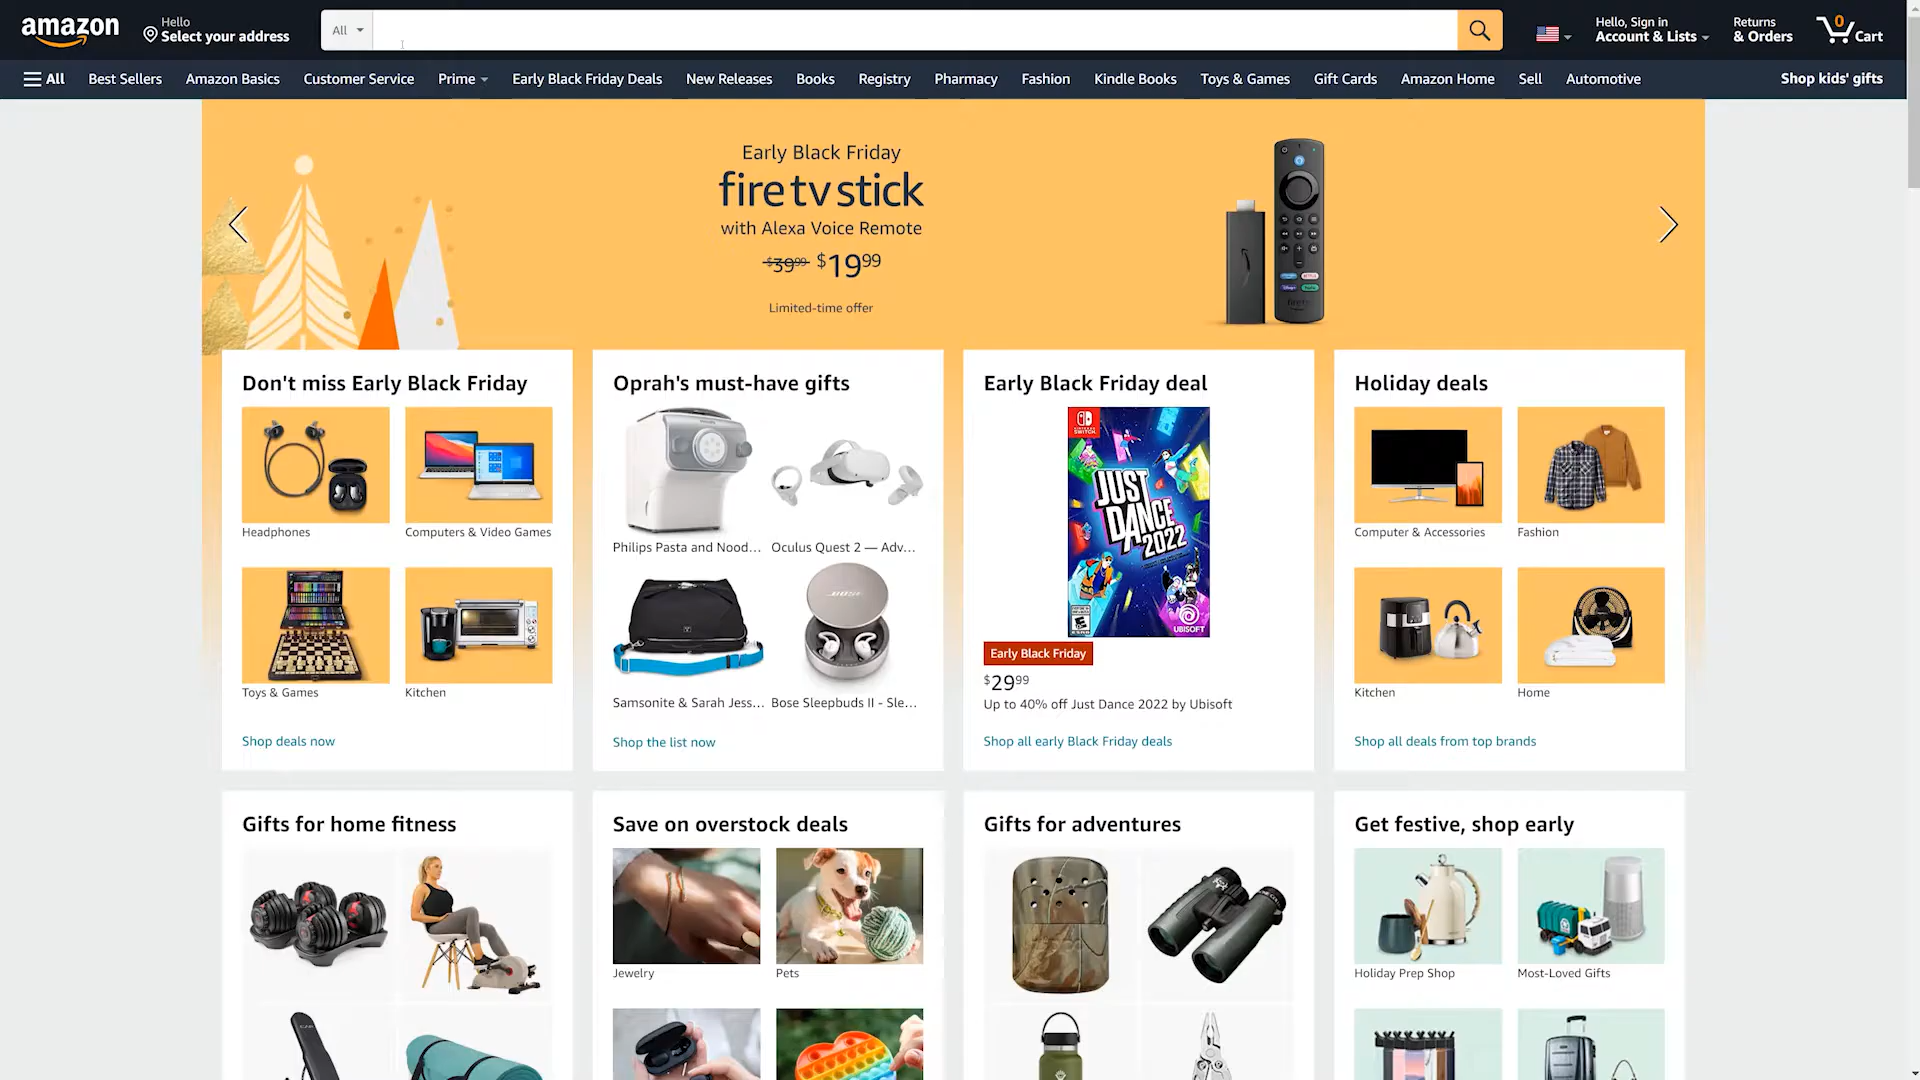 amazon
Hello
Select your address
All
0
Hello, Sign in
Account & Lists
Returns
& Orders
Cart
All
Best Sellers
Amazon Basics
Customer Service
Prime
Early Black Friday Deals
New Releases
Books
Registry
Pharmacy
Fashion
Kindle Books
Toys & Games
Gift Cards
Amazon Home
Sell
Automotive
Shop kids' gifts
Early Black Friday
fire tv stick
with Alexa Voice Remote
$39.99 $19.99
Limited-time offer
Don't miss Early Black Friday
Headphones
Computers & Video Games
Toys & Games
Kitchen
Shop deals now
Oprah's must-have gifts
Philips Pasta and Nood...
Oculus Quest 2 — Adv...
BOSE
Samsonite & Sarah Jess...
Bose Sleepbuds II - Sle...
Shop the list now
Early Black Friday deal
NINTENDO
SWITCH
JUST
DANCE
2022
UBISOFT
Early Black Friday
$29.99
Up to 40% off Just Dance 2022 by Ubisoft
Shop all early Black Friday deals
Holiday deals
Computer & Accessories
Fashion
Kitchen
Home
Shop all deals from top brands
Gifts for home fitness
Save on overstock deals
Jewelry
Pets
Gifts for adventures
Get festive, shop early
Holiday Prep Shop
Most-Loved Gifts